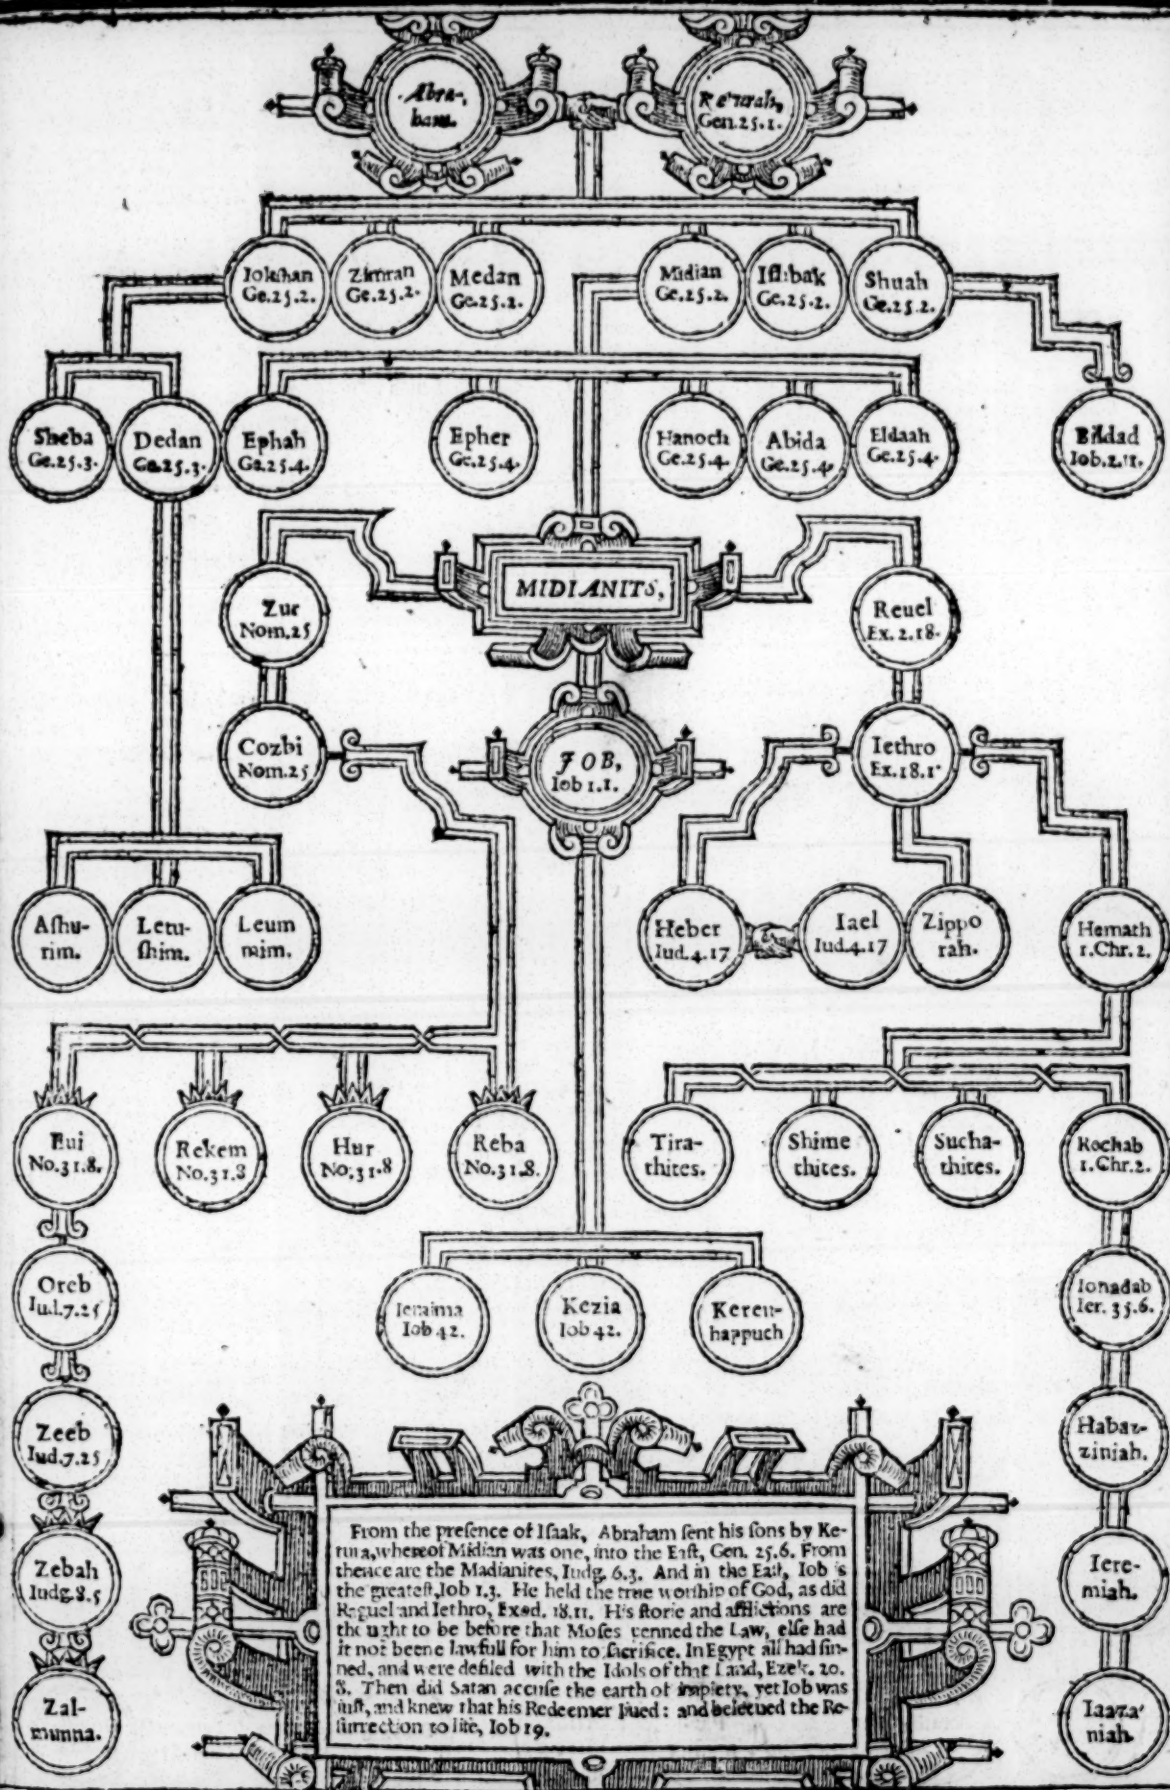 Abra-
ham.
Keturah,
Gen.25.1.
Iokshan
Ge.25.2.
Zimran
Ge.25.2.
Medan
Ge.25.2.
Midian
Ge.25.2.
Iſhbak
Ge.25.2.
Shuah
Ge.25.2.
Sheba
Ge.25.3.
Dedan
Ge.25.3.
Ephah
Ge.25.4.
Epher
Ge.25.4.
Hanoch
Ge.25.4.
Abida
Ge.25.4.
Eldaah
Ge.25.4.
Bildad
Iob.2.11.
MIDIANITS,
Zur
Nom.25
Reuel
Ex.2.18.
Cozbi
Nom.25
JOB,
Iob 1.1.
Iethro
Ex.18.1.
Aſhu-
rim.
Letu-
ſhim.
Leum
mim.
Heber
Iud.4.17
Iael
Iud.4.17
Zippo
rah.
Hemath
1.Chr.2.
Eui
No.31.8.
Rekem
No.31.8
Hur
No.31.8
Reba
No.31.8.
Tira-
thites.
Shime
thites.
Sucha-
thites.
Rochab
1.Chr.2.
Oreb
Iud.7.25
Iemima
Iob 42.
Kezia
Iob 42.
Keren-
happuch
Ionadab
Ier. 35.6.
Zeeb
Iud.7.25
Habaz-
ziniah.
Zebah
Iudg.8.5
Iere-
miah.
Zal-
munna.
Iaaza-
niah.
From the preſence of Iſaak, Abraham ſent his ſons by Ke-
tura, whereof Midian was one, into the Eaſt, Gen. 25.6. From
thence are the Madianites, Iudg. 6.3. And in the Eaſt, Iob is
the greateſt, Iob 1.3. He held the true worſhip of God, as did
Raguel and Iethro, Exod. 18.11. His ſtorie and afflictions are
thought to be before that Moſes penned the Law, elſe had
it not beene lawfull for him to ſacrifice. In Egypt all had ſin-
ned, and were defiled with the Idols of that Land, Ezek. 20.
8. Then did Satan accuſe the earth of impiety, yet Iob was
iuſt, and knew that his Redeemer liued: and beleeued the Re-
ſurrection to life, Iob 19.